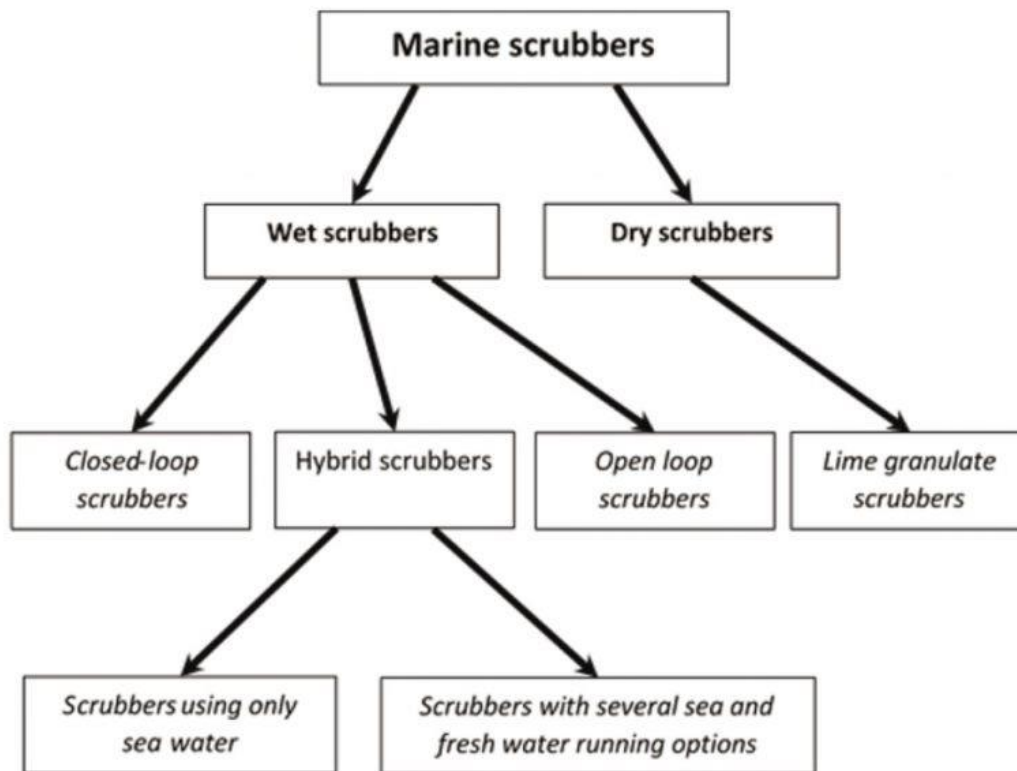 Marine scrubbers
Wet scrubbers
Dry scrubbers
Closed-loop
scrubbers
Hybrid scrubbers
Open loop
scrubbers
Lime granulate
scrubbers
Scrubbers using only
sea water
Scrubbers with several sea and
fresh water running options